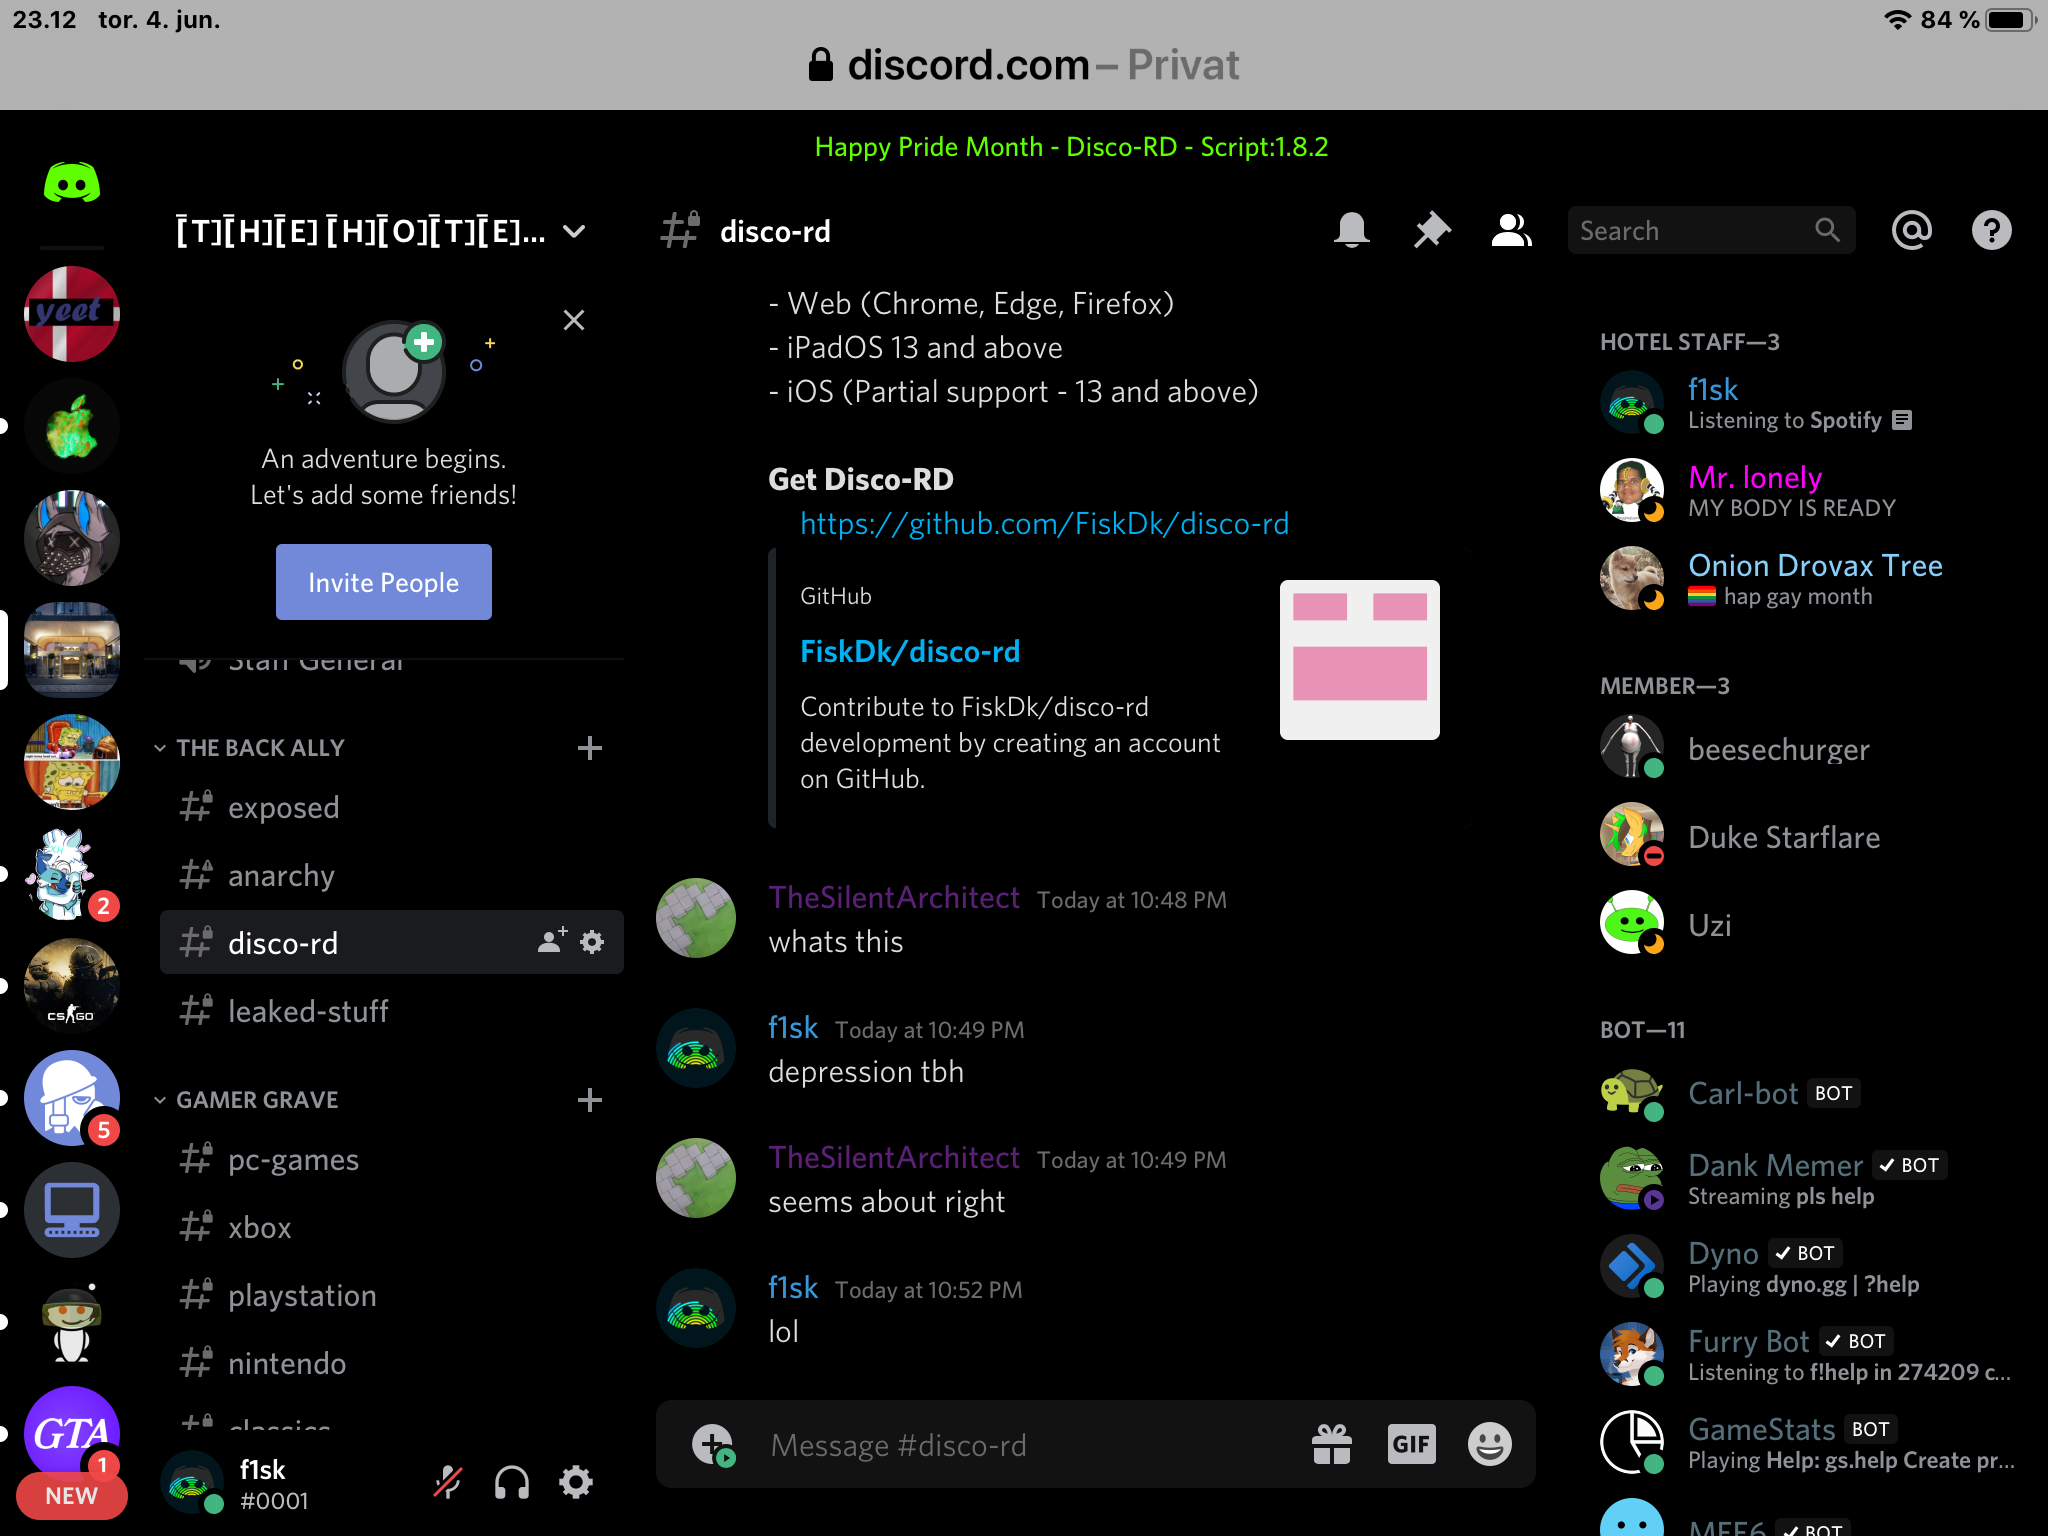 23.12 tor. 4. jun.
84 %
discord.com – Privat
Happy Pride Month - Disco-RD - Script:1.8.2
yeet
CS GO
GTA
2
5
1
NEW
[̅T̅][̅H̅][̅E̅] [̅H̅][̅O̅][̅T̅][̅E̅]...
An adventure begins.
Let's add some friends!
Invite People
Staff General
THE BACK ALLY
exposed
anarchy
disco-rd
leaked-stuff
GAMER GRAVE
pc-games
xbox
playstation
nintendo
classics
f1sk
#0001
disco-rd
Search
- Web (Chrome, Edge, Firefox)
- iPadOS 13 and above
- iOS (Partial support - 13 and above)
Get Disco-RD
https://github.com/FiskDk/disco-rd
GitHub
FiskDk/disco-rd
Contribute to FiskDk/disco-rd
development by creating an account
on GitHub.
TheSilentArchitect Today at 10:48 PM
whats this
f1sk Today at 10:49 PM
depression tbh
TheSilentArchitect Today at 10:49 PM
seems about right
f1sk Today at 10:52 PM
lol
Message #disco-rd
GIF
HOTEL STAFF—3
f1sk
Listening to Spotify
Mr. lonely
MY BODY IS READY
Onion Drovax Tree
hap gay month
MEMBER—3
beesechurger
Duke Starflare
Uzi
BOT—11
Carl-bot BOT
Dank Memer ✓ BOT
Streaming pls help
Dyno ✓ BOT
Playing dyno.gg | ?help
Furry Bot ✓ BOT
Listening to f!help in 274209 c...
GameStats BOT
Playing Help: gs.help Create pr...
MEE6 ✓ BOT